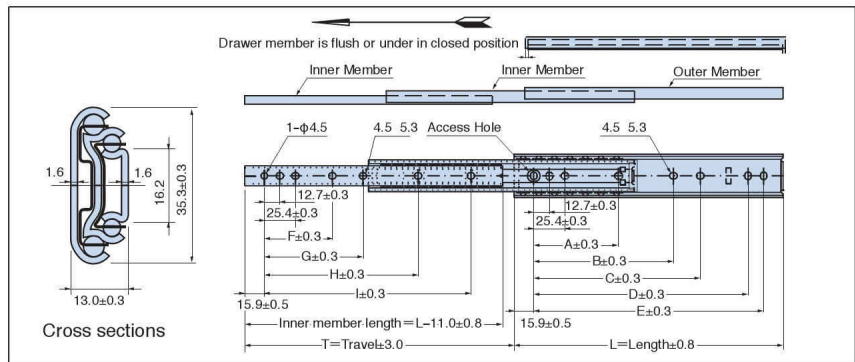 Drawer member is flush or under in closed position
Inner Member
Inner Member
Outer Member
1-φ4.5
4.5 5.3
Access Hole
4.5 5.3
1.6
1.6
16.2
35.3±0.3
13.0±0.3
12.7±0.3
25.4±0.3
F±0.3
G±0.3
H±0.3
I±0.3
15.9±0.5
Inner member length=L-11.0±0.8
T=Travel±3.0
12.7±0.3
25.4±0.3
A±0.3
B±0.3
C±0.3
D±0.3
E±0.3
15.9±0.5
L=Length±0.8
Cross sections